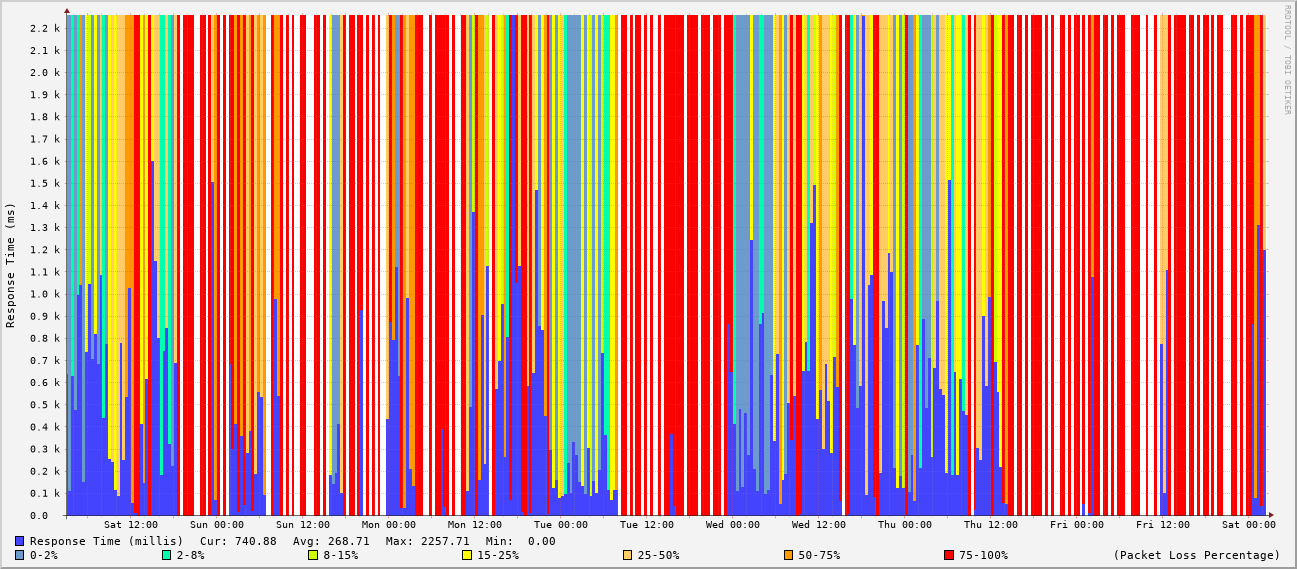 RRDTOOL / TOBI OETIKER
Response Time (ms)
2.2 k
2.1 k
2.0 k
1.9 k
1.8 k
1.7 k
1.6 k
1.5 k
1.4 k
1.3 k
1.2 k
1.1 k
1.0 k
0.9 k
0.8 k
0.7 k
0.6 k
0.5 k
0.4 k
0.3 k
0.2 k
0.1 k
0.0
Sat 12:00 Sun 00:00 Sun 12:00 Mon 00:00 Mon 12:00 Tue 00:00 Tue 12:00 Wed 00:00 Wed 12:00 Thu 00:00 Thu 12:00 Fri 00:00 Fri 12:00 Sat 00:00
Response Time (millis) Cur: 740.88 Avg: 268.71 Max: 2257.71 Min: 0.00
0-2% 2-8% 8-15% 15-25% 25-50% 50-75% 75-100% (Packet Loss Percentage)